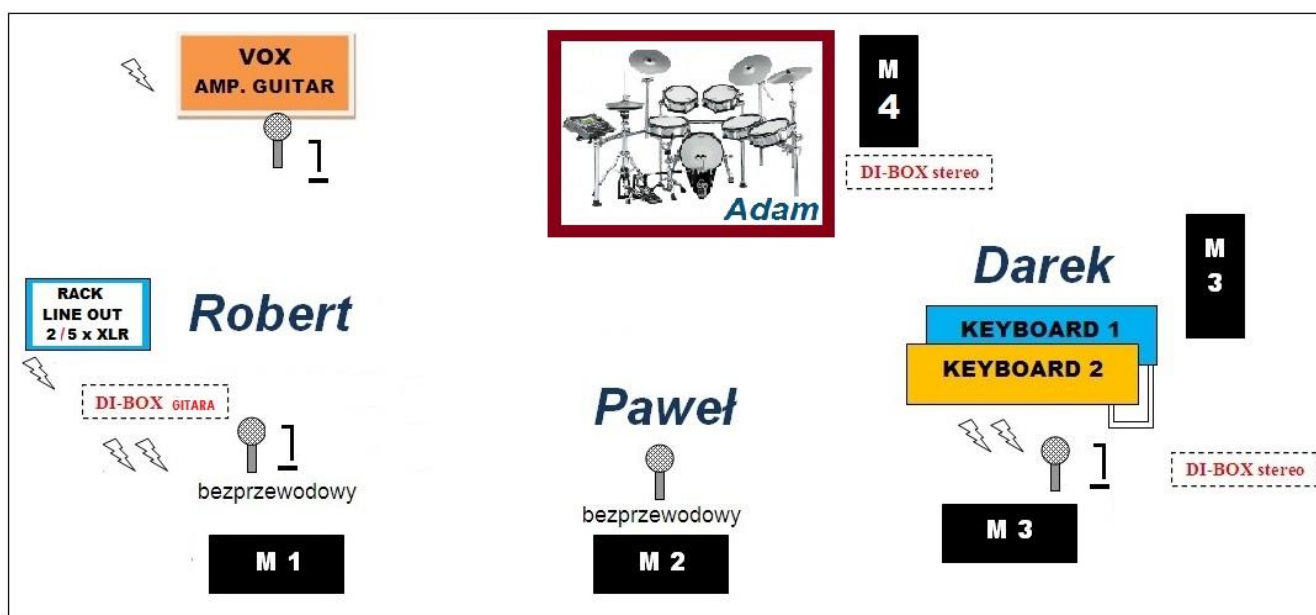 VOX
AMP. GUITAR
M
4
DI-BOX stereo
Adam
M
3
Darek
RACK
LINE OUT
2/5 x XLR
Robert
KEYBOARD 1
KEYBOARD 2
DI-BOX GITARA
Paweł
bezprzewodowy
bezprzewodowy
DI-BOX stereo
M 1
M 2
M 3